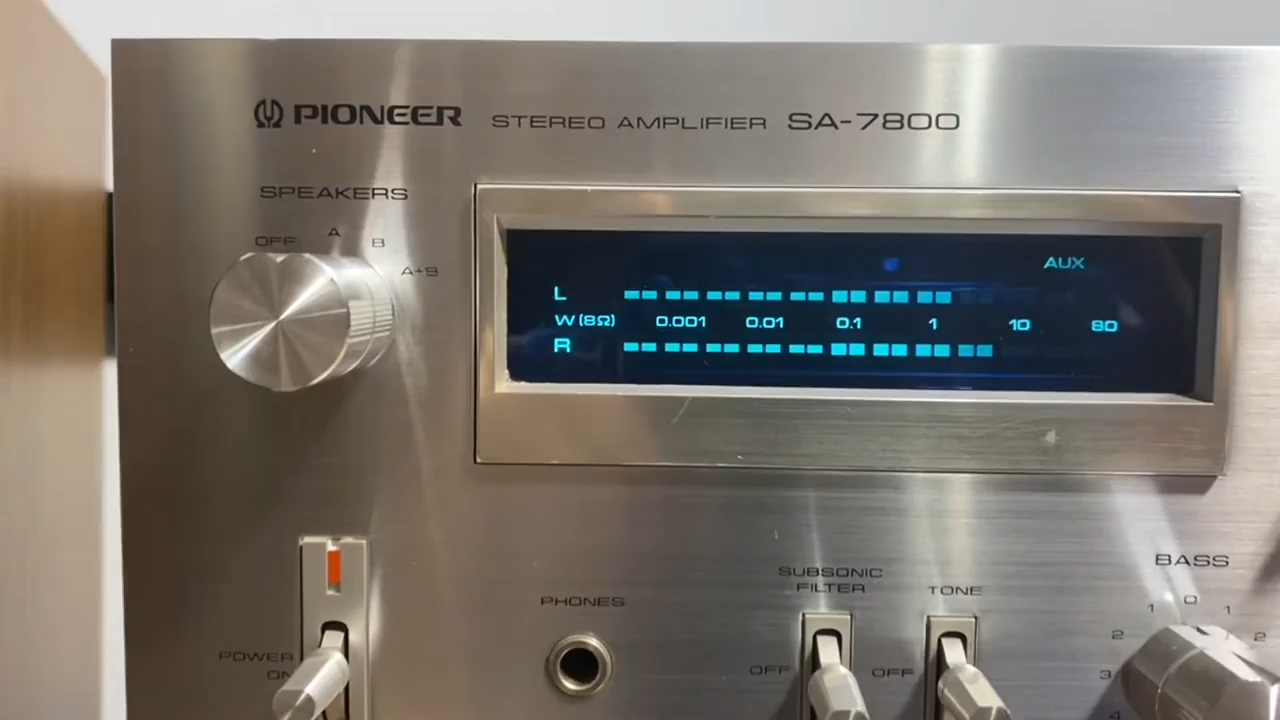 PIONEER STEREO AMPLIFIER SA-7800
SPEAKERS
OFF A B A+B
AUX
L
W(8Ω) 0.001 0.01 0.1 1 10 80
R
POWER
ON
PHONES
SUBSONIC
FILTER
OFF
TONE
OFF
BASS
0
1 1
2 2
3
4